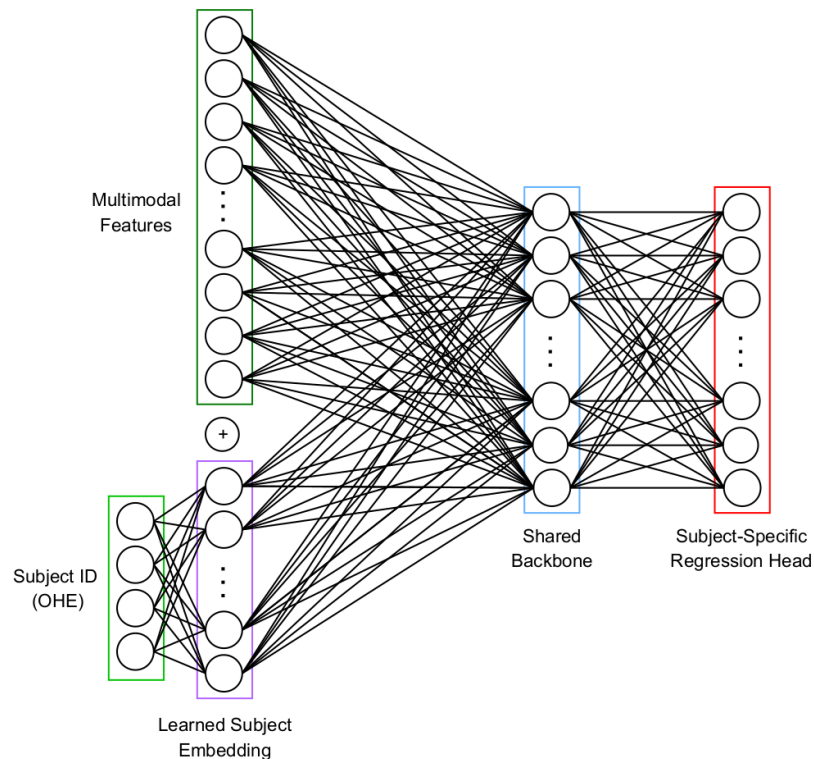 Multimodal
Features
+
Subject ID
(OHE)
Learned Subject
Embedding
Shared
Backbone
Subject-Specific
Regression Head